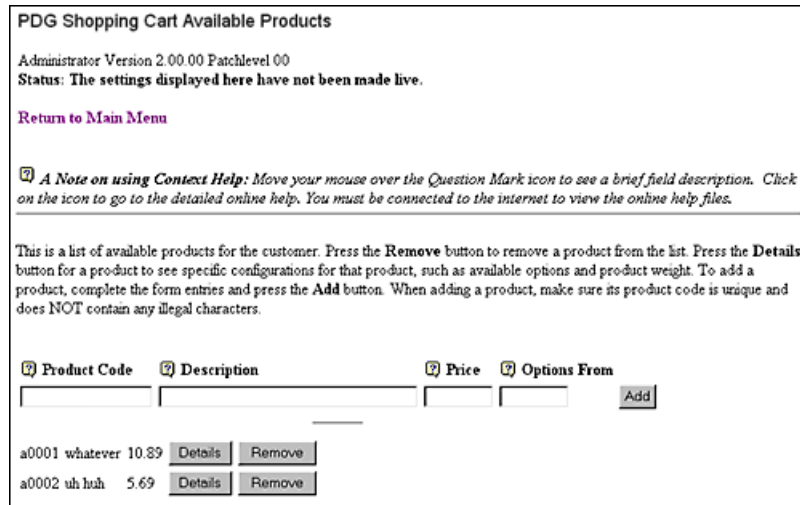 PDG Shopping Cart Available Products
Administrator Version 2.00.00 Patchlevel 00
Status: The settings displayed here have not been made live.
Return to Main Menu
A Note on using Context Help: Move your mouse over the Question Mark icon to see a brief field description. Click
on the icon to go to the detailed online help. You must be connected to the internet to view the online help files.
This is a list of available products for the customer. Press the Remove button to remove a product from the list. Press the Details
button for a product to see specific configurations for that product, such as available options and product weight. To add a
product, complete the form entries and press the Add button. When adding a product, make sure its product code is unique and
does NOT contain any illegal characters.
Product Code Description Price Options From
Add
a0001 whatever 10.89 Details Remove
a0002 uh huh 5.69 Details Remove